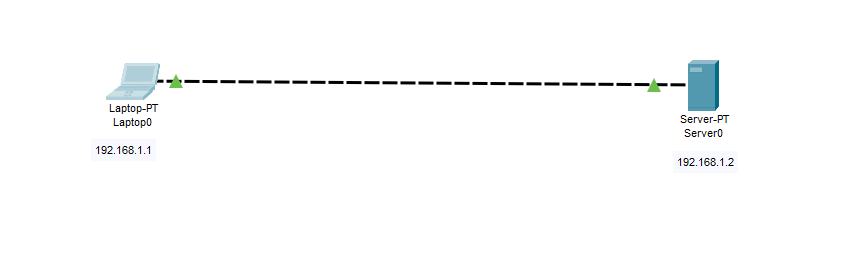 Laptop-PT
Laptop0
192.168.1.1
Server-PT
Server0
192.168.1.2